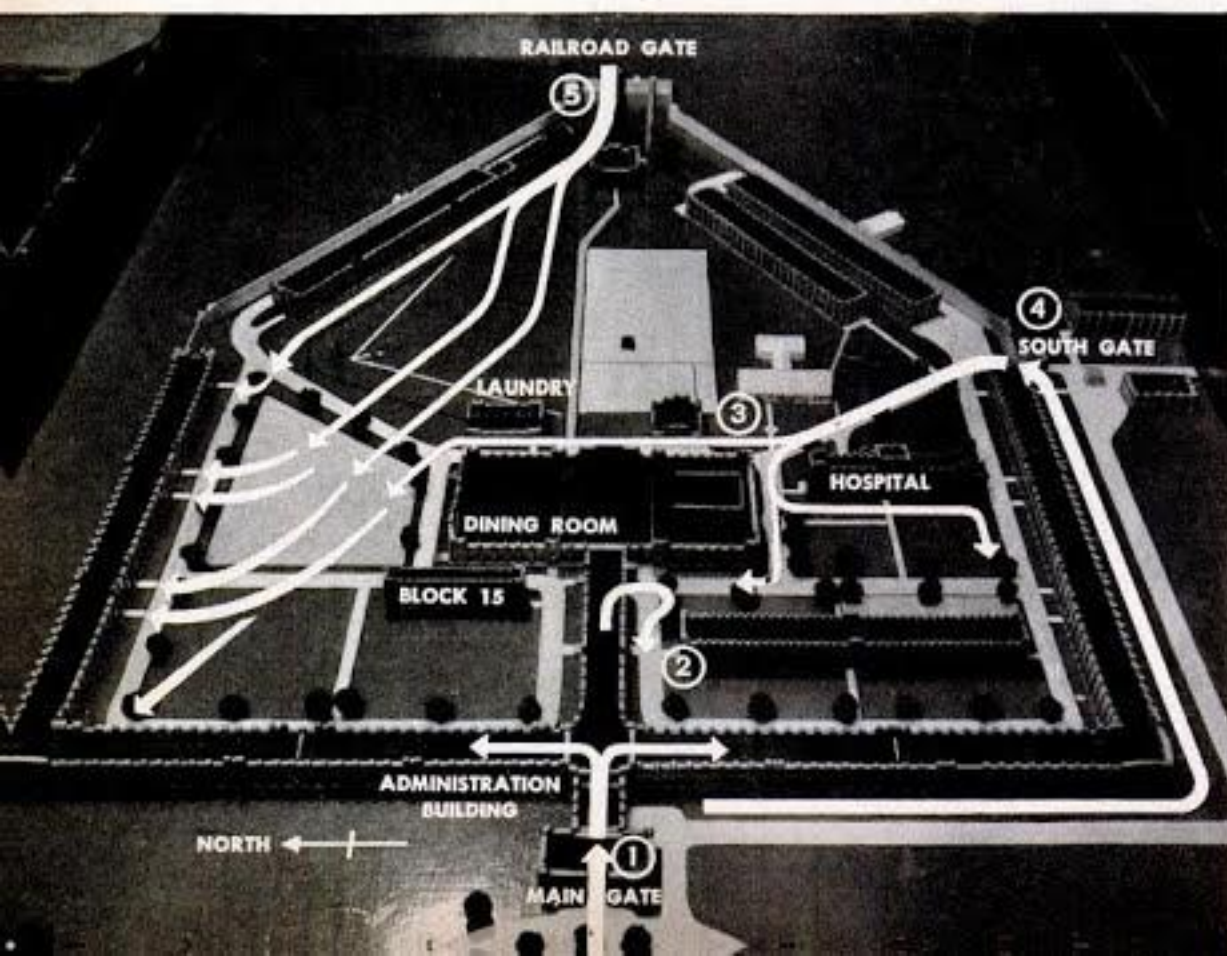 RAILROAD GATE
5
4
SOUTH GATE
LAUNDRY
3
HOSPITAL
DINING ROOM
BLOCK 15
2
ADMINISTRATION
BUILDING
NORTH
1
MAIN GATE